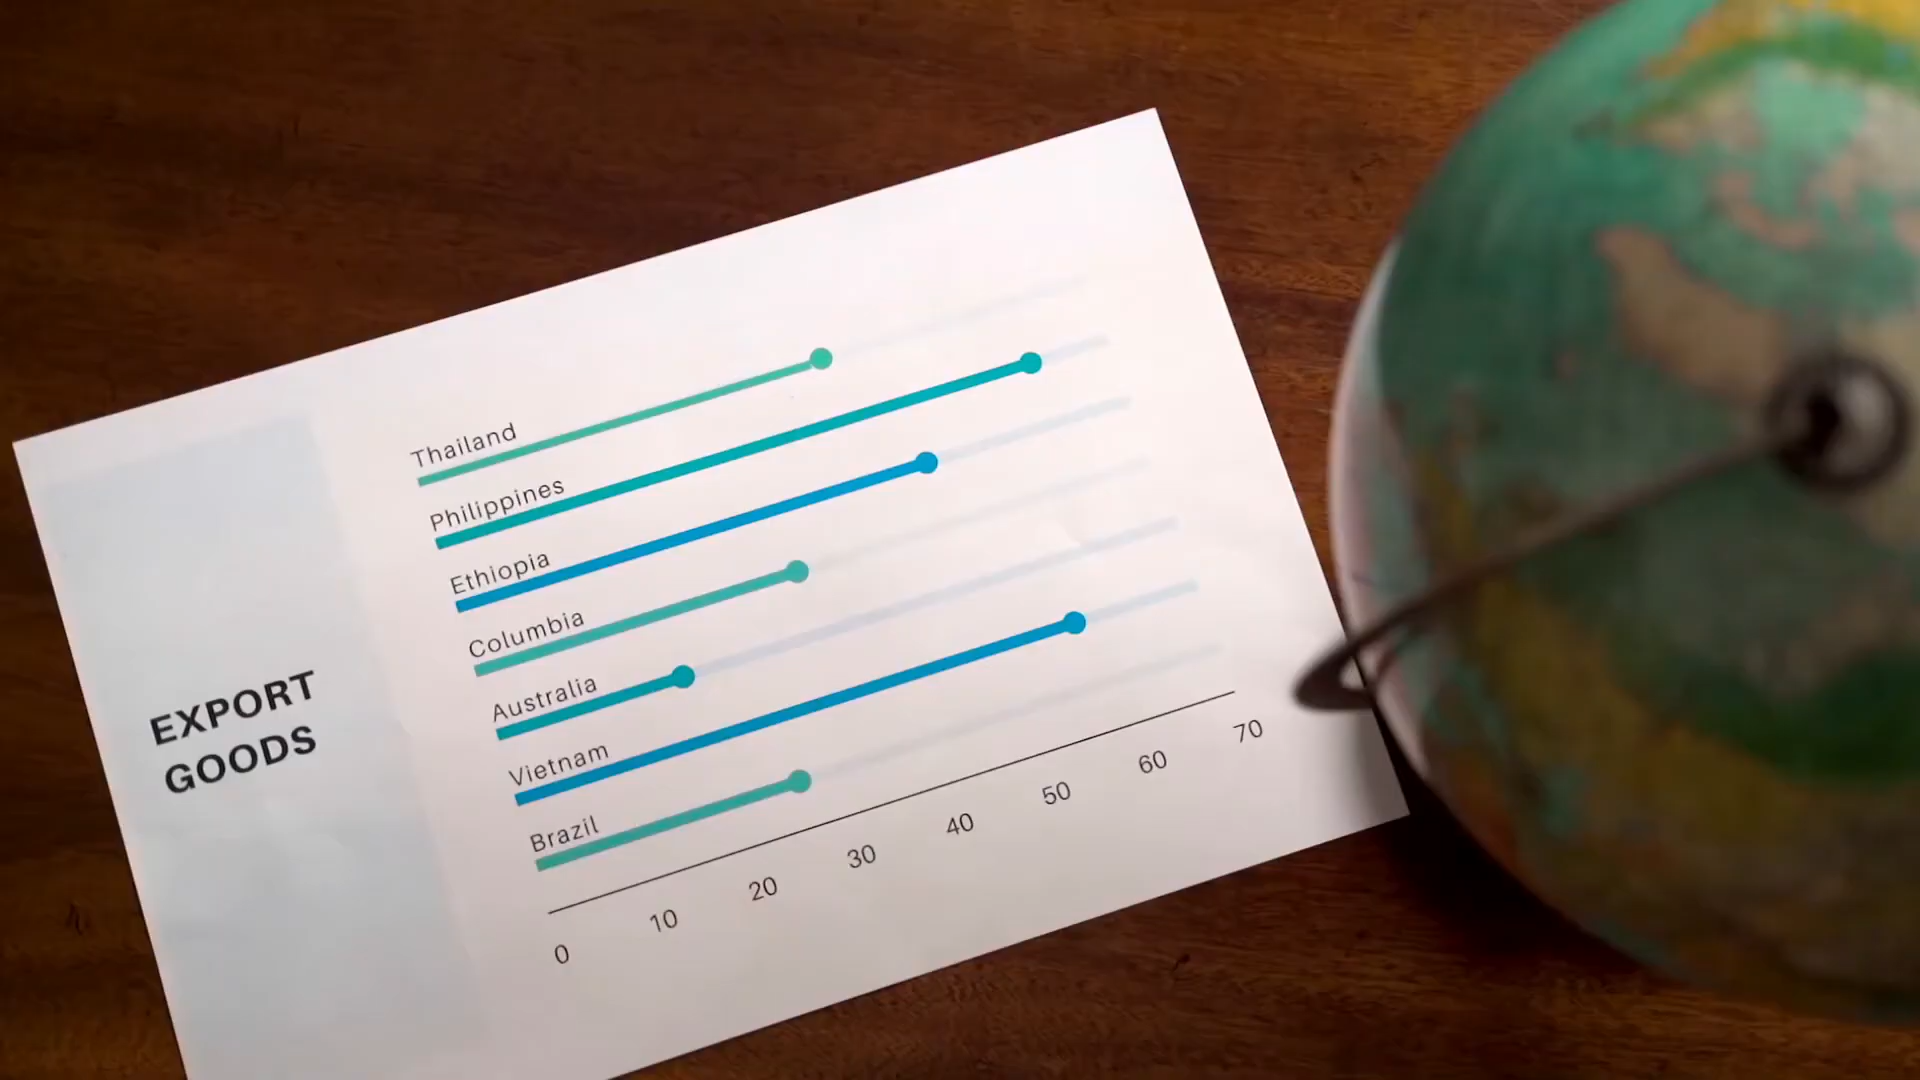 EXPORT
GOODS
Thailand
Philippines
Ethiopia
Columbia
Australia
Vietnam
Brazil
0 10 20 30 40 50 60 70